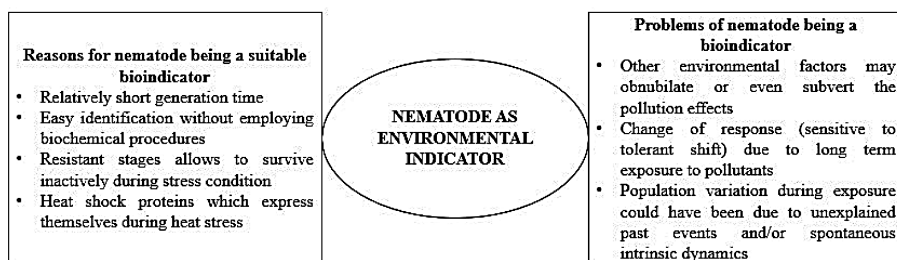 Reasons for nematode being a suitable
bioindicator
• Relatively short generation time
• Easy identification without employing
biochemical procedures
• Resistant stages allows to survive
inactively during stress condition
• Heat shock proteins which express
themselves during heat stress
NEMATODE AS
ENVIRONMENTAL
INDICATOR
Problems of nematode being a
bioindicator
• Other environmental factors may
obnubilate or even subvert the
pollution effects
• Change of response (sensitive to
tolerant shift) due to long term
exposure to pollutants
• Population variation during exposure
could have been due to unexplained
past events and/or spontaneous
intrinsic dynamics